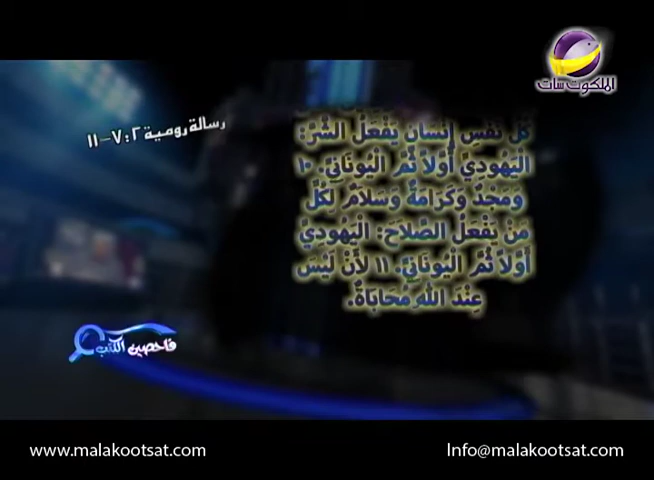 الملكوت سات
رسالة رومية ٢: ٧-١١
كُلِّ نَفْسِ إِنْسَانٍ يَفْعَلُ الشَّرَّ:
الْيَهُودِيِّ أَوَّلاً ثُمَّ الْيُونَانِيِّ. ١٠
وَمَجْدٌ وَكَرَامَةٌ وَسَلاَمٌ لِكُلِّ
مَنْ يَفْعَلُ الصَّلاَحَ: الْيَهُودِيِّ
أَوَّلاً ثُمَّ الْيُونَانِيِّ. ١١ لأَنْ لَيْسَ
عِنْدَ اللهِ مُحَابَاةٌ.
فاحصين الكتب
www.malakootsat.com
Info@malakootsat.com